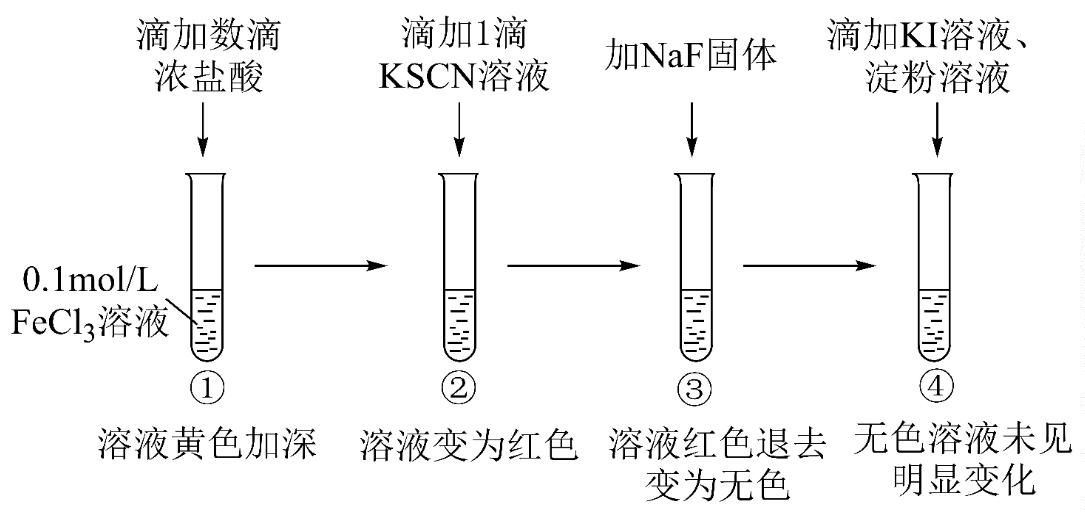 滴加数滴
浓盐酸
滴加1滴
KSCN溶液
加NaF固体
滴加KI溶液、
淀粉溶液
0.1mol/L
FeCl₃溶液
①
②
③
④
溶液黄色加深
溶液变为红色
溶液红色退去
变为无色
无色溶液未见
明显变化